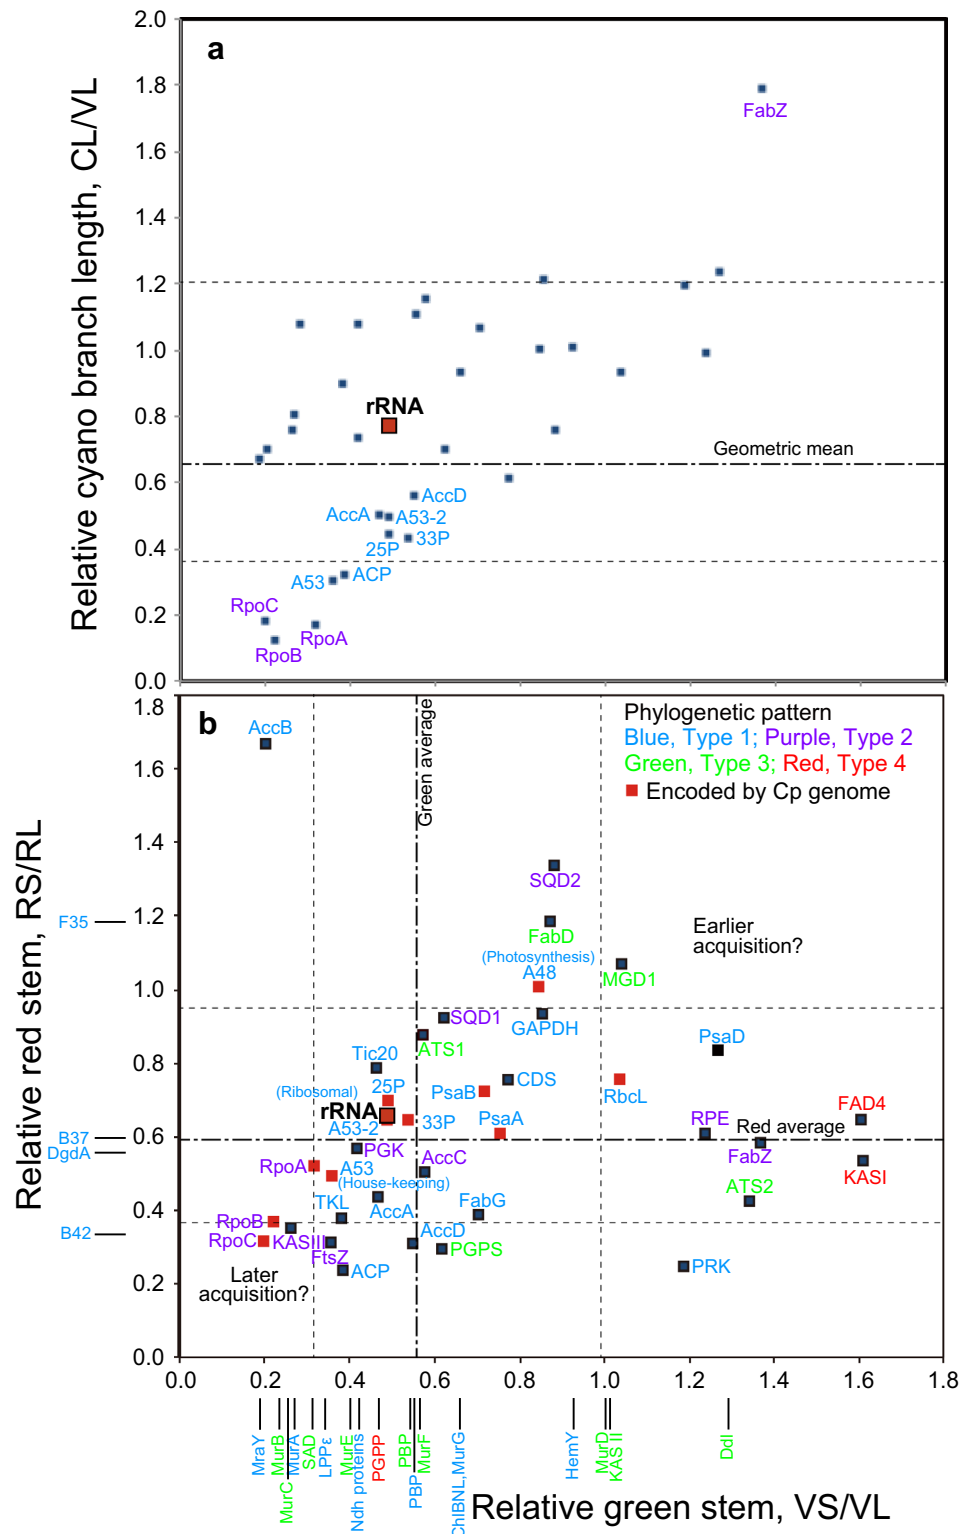 2.0
a
1.8
FabZ
1.6
1.4
1.2
1.0
0.8
rRNA
Geometric mean
0.6
AccD
AccA
A53-2
25P
33P
0.4
A53
ACP
RpoC
0.2
RpoA
RpoB
0.0
Relative cyano branch length, CL/VL
1.8
b
AccB
Green average
Phylogenetic pattern
Blue, Type 1; Purple, Type 2
Green, Type 3; Red, Type 4
Encoded by Cp genome
1.6
1.4
SQD2
1.2
F35
FabD
Earlier
acquisition?
(Photosynthesis)
A48
MGD1
1.0
SQD1
GAPDH
ATS1
PsaD
0.8
Tic20
25P
(Ribosomal)
PsaB
CDS
RbcL
rRNA
A53-2
33P
PsaA
FAD4
RPE
Red average
0.6
B37
DgdA
PGK
RpoA
A53
(House-keeping)
AccC
FabZ
KASI
TKL
AccA
FabG
ATS2
0.4
RpoB
RpoC
KASIII
FtsZ
AccD
PGPS
B42
ACP
PRK
Later
acquisition?
0.2
0.0
Relative red stem, RS/RL
0.0 0.2 0.4 0.6 0.8 1.0 1.2 1.4 1.6 1.8
MraY
MurB
MurC
MurA
SAD
LPPε
MurE
Ndh proteins
PGPP
PBP
PBP
MurF
ChlBNL,MurG
HemY
MurD
KAS II
Ddl
Relative green stem, VS/VL